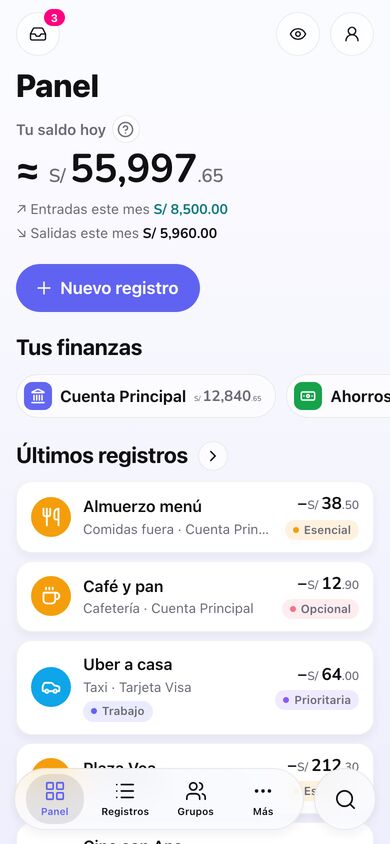 3
Panel
Tu saldo hoy ?
≈ S/ 55,997.65
↗ Entradas este mes S/ 8,500.00
↘ Salidas este mes S/ 5,960.00
+ Nuevo registro
Tus finanzas
Cuenta Principal S/ 12,840.65
Ahorros
Últimos registros
Almuerzo menú −S/ 38.50
Comidas fuera · Cuenta Prin... Esencial
Café y pan −S/ 12.90
Cafetería · Cuenta Principal Opcional
Uber a casa −S/ 64.00
Taxi · Tarjeta Visa Prioritaria
Trabajo
Plaza Vea −S/ 212.30
Panel Registros Grupos Más